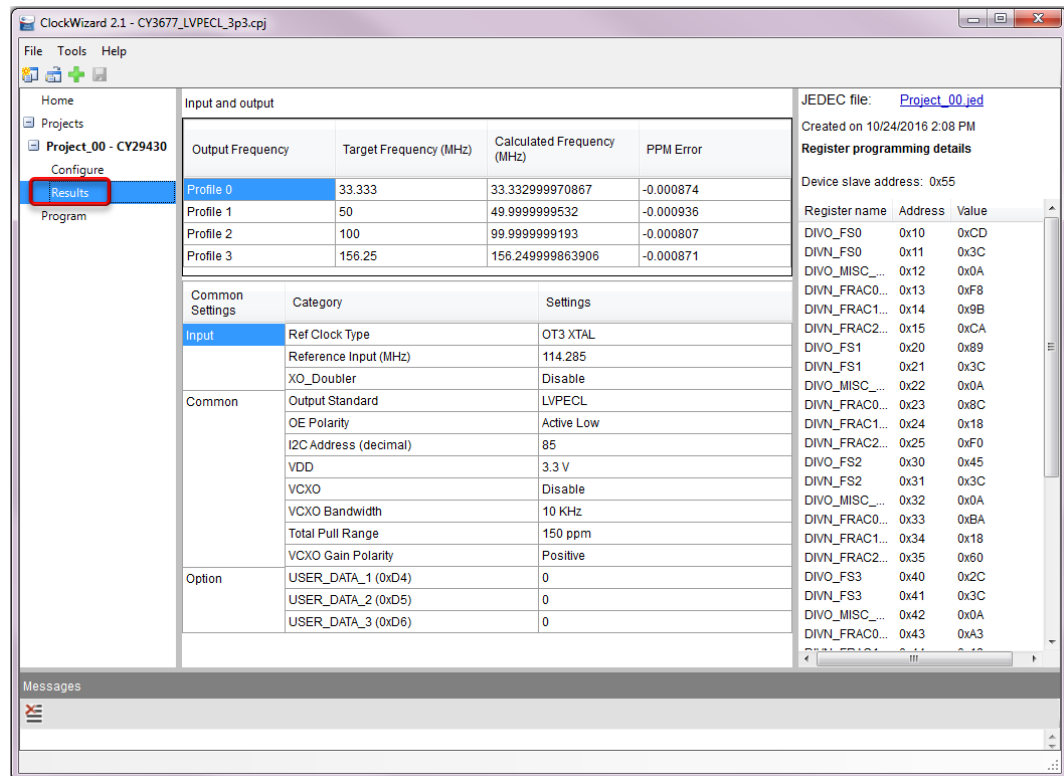 ClockWizard 2.1 - CY3677_LVPECL_3p3.cpj
File Tools Help
Home
Projects
Project_00 - CY29430
Configure
Results
Program
Input and output
Output Frequency Target Frequency (MHz) Calculated Frequency (MHz) PPM Error
Profile 0 33.333 33.332999970867 -0.000874
Profile 1 50 49.9999999532 -0.000936
Profile 2 100 99.9999999193 -0.000807
Profile 3 156.25 156.249999863906 -0.000871
Common Settings Category Settings
Input Ref Clock Type OT3 XTAL
Reference Input (MHz) 114.285
XO_Doubler Disable
Common Output Standard LVPECL
OE Polarity Active Low
I2C Address (decimal) 85
VDD 3.3 V
VCXO Disable
VCXO Bandwidth 10 KHz
Total Pull Range 150 ppm
VCXO Gain Polarity Positive
Option USER_DATA_1 (0xD4) 0
USER_DATA_2 (0xD5) 0
USER_DATA_3 (0xD6) 0
JEDEC file: Project_00.jed
Created on 10/24/2016 2:08 PM
Register programming details
Device slave address: 0x55
Register name Address Value
DIVO_FS0 0x10 0xCD
DIVN_FS0 0x11 0x3C
DIVO_MISC_... 0x12 0x0A
DIVN_FRAC0... 0x13 0xF8
DIVN_FRAC1... 0x14 0x9B
DIVN_FRAC2... 0x15 0xCA
DIVO_FS1 0x20 0x89
DIVN_FS1 0x21 0x3C
DIVO_MISC_... 0x22 0x0A
DIVN_FRAC0... 0x23 0x8C
DIVN_FRAC1... 0x24 0x18
DIVN_FRAC2... 0x25 0xF0
DIVO_FS2 0x30 0x45
DIVN_FS2 0x31 0x3C
DIVO_MISC_... 0x32 0x0A
DIVN_FRAC0... 0x33 0xBA
DIVN_FRAC1... 0x34 0x18
DIVN_FRAC2... 0x35 0x60
DIVO_FS3 0x40 0x2C
DIVN_FS3 0x41 0x3C
DIVO_MISC_... 0x42 0x0A
DIVN_FRAC0... 0x43 0xA3
Messages